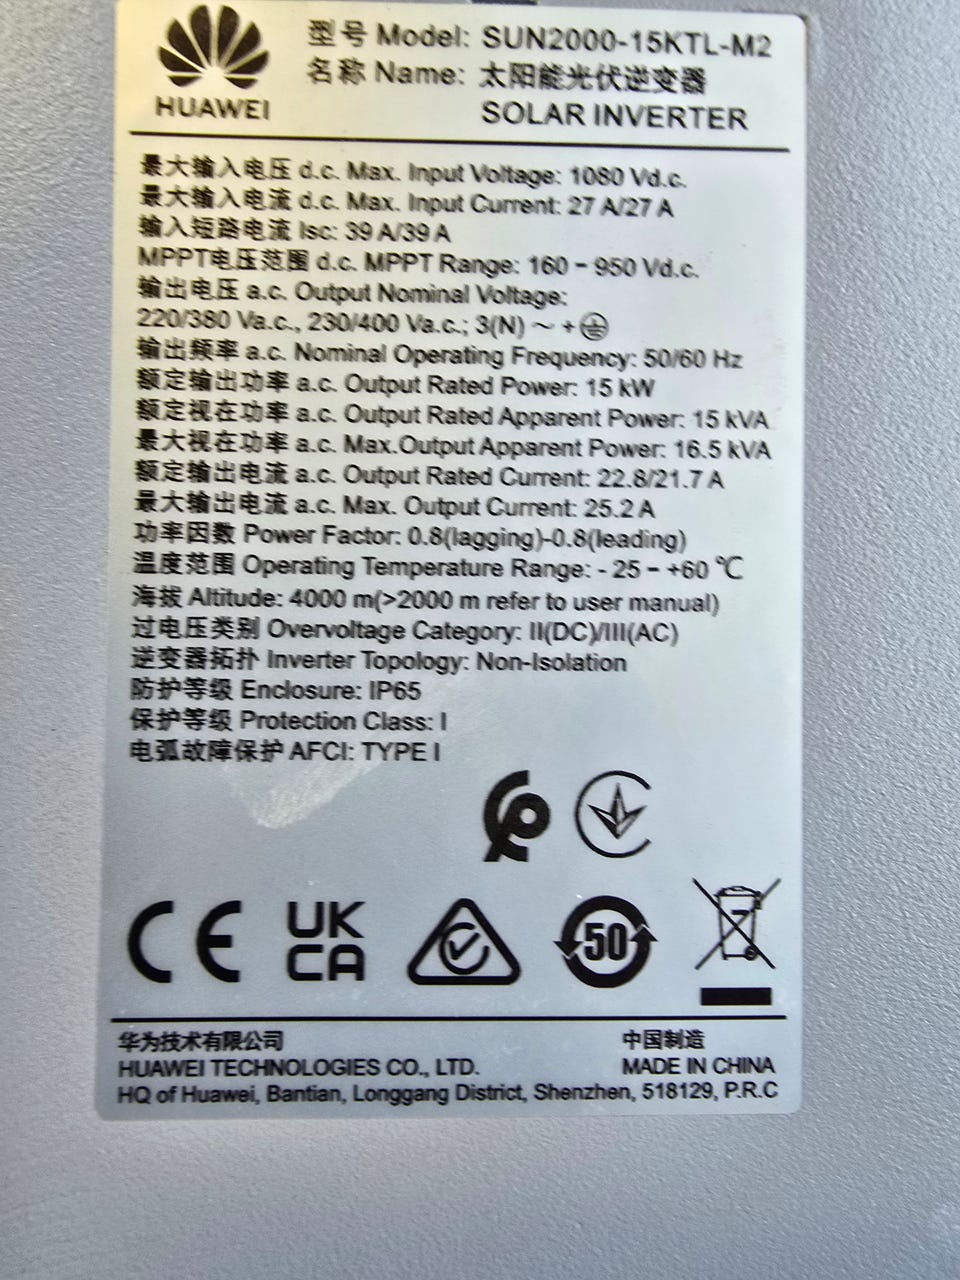 HUAWEI
型号 Model: SUN2000-15KTL-M2
名称 Name: 太阳能光伏逆变器
SOLAR INVERTER
最大输入电压 d.c. Max. Input Voltage: 1080 Vd.c.
最大输入电流 d.c. Max. Input Current: 27 A/27 A
输入短路电流 Isc: 39 A/39 A
MPPT电压范围 d.c. MPPT Range: 160 – 950 Vd.c.
输出电压 a.c. Output Nominal Voltage:
220/380 Va.c., 230/400 Va.c.; 3(N) ～ +
输出频率 a.c. Nominal Operating Frequency: 50/60 Hz
额定输出功率 a.c. Output Rated Power: 15 kW
额定视在功率 a.c. Output Rated Apparent Power: 15 kVA
最大视在功率 a.c. Max.Output Apparent Power: 16.5 kVA
额定输出电流 a.c. Output Rated Current: 22.8/21.7 A
最大输出电流 a.c. Max. Output Current: 25.2 A
功率因数 Power Factor: 0.8(lagging)-0.8(leading)
温度范围 Operating Temperature Range: - 25 – +60 ℃
海拔 Altitude: 4000 m(>2000 m refer to user manual)
过电压类别 Overvoltage Category: II(DC)/III(AC)
逆变器拓扑 Inverter Topology: Non-Isolation
防护等级 Enclosure: IP65
保护等级 Protection Class: I
电弧故障保护 AFCI: TYPE I
CE
UK
CA
50
华为技术有限公司
中国制造
HUAWEI TECHNOLOGIES CO., LTD.
MADE IN CHINA
HQ of Huawei, Bantian, Longgang District, Shenzhen, 518129, P.R.C